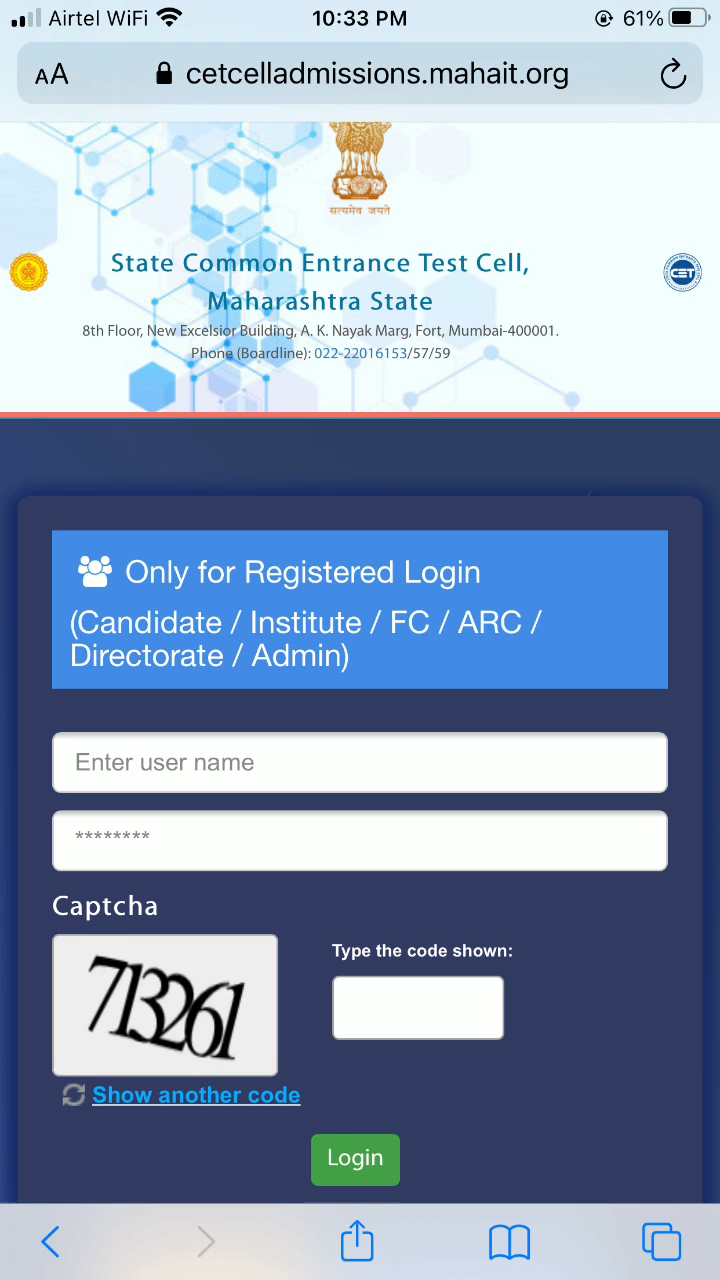 Airtel WiFi 10:33 PM 61%
AA cetcelladmissions.mahait.org
सत्यमेव जयते
State Common Entrance Test Cell,
CET
Maharashtra State
8th Floor, New Excelsior Building, A. K. Nayak Marg, Fort, Mumbai-400001.
Phone (Boardline): 022-22016153/57/59
Only for Registered Login
(Candidate / Institute / FC / ARC /
Directorate / Admin)
Enter user name
********
Captcha
Type the code shown:
713261
Show another code
Login